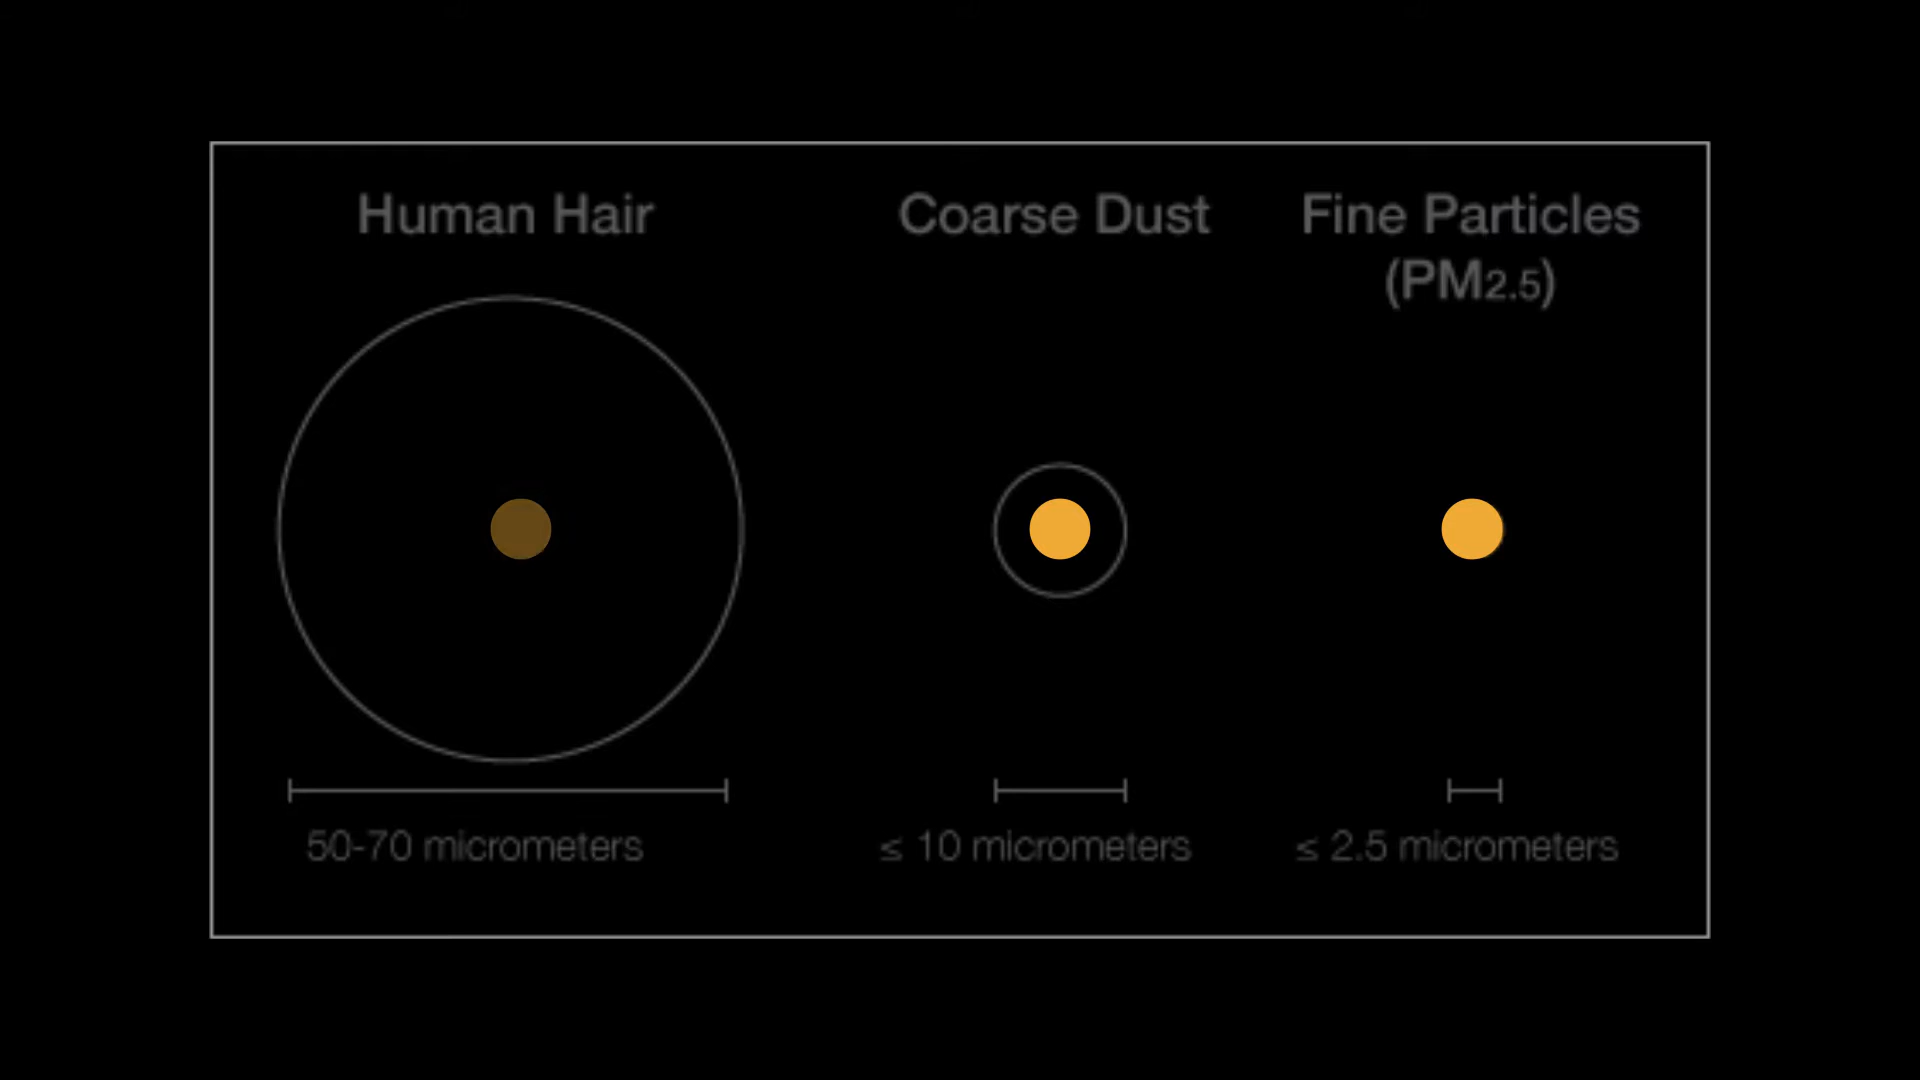 Human Hair
Coarse Dust
Fine Particles
(PM2.5)
50-70 micrometers
≤ 10 micrometers
≤ 2.5 micrometers